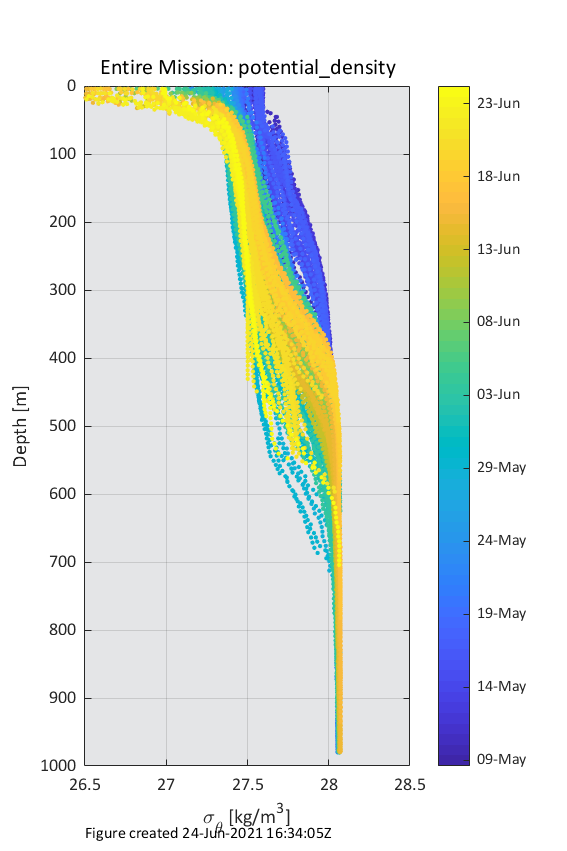 Entire Mission: potential_density
0
100
200
300
400
500
600
700
800
900
1000
Depth [m]
26.5 27 27.5 28 28.5
σθ [kg/m³]
23-Jun
18-Jun
13-Jun
08-Jun
03-Jun
29-May
24-May
19-May
14-May
09-May
Figure created 24-Jun-2021 16:34:05Z